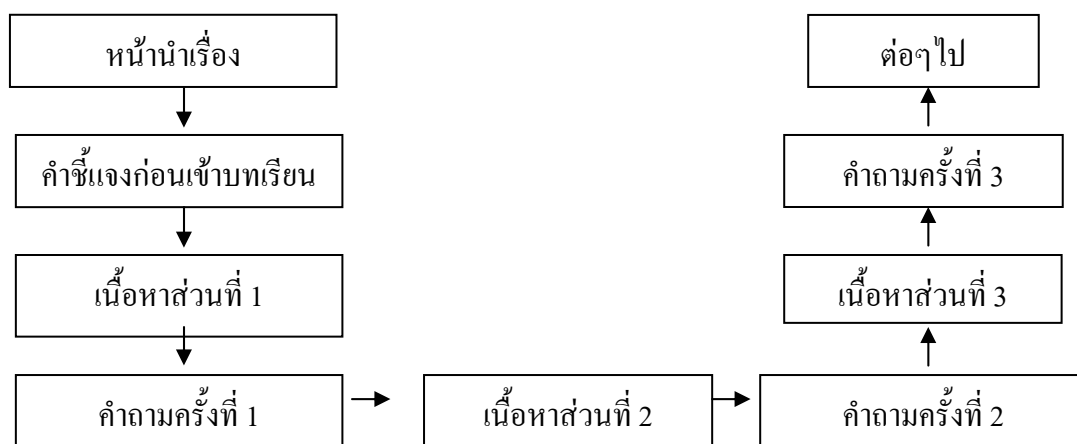 หน้านำเรื่อง
คำชี้แจงก่อนเข้าบทเรียน
เนื้อหาส่วนที่ 1
คำถามครั้งที่ 1
เนื้อหาส่วนที่ 2
คำถามครั้งที่ 2
เนื้อหาส่วนที่ 3
คำถามครั้งที่ 3
ต่อๆไป